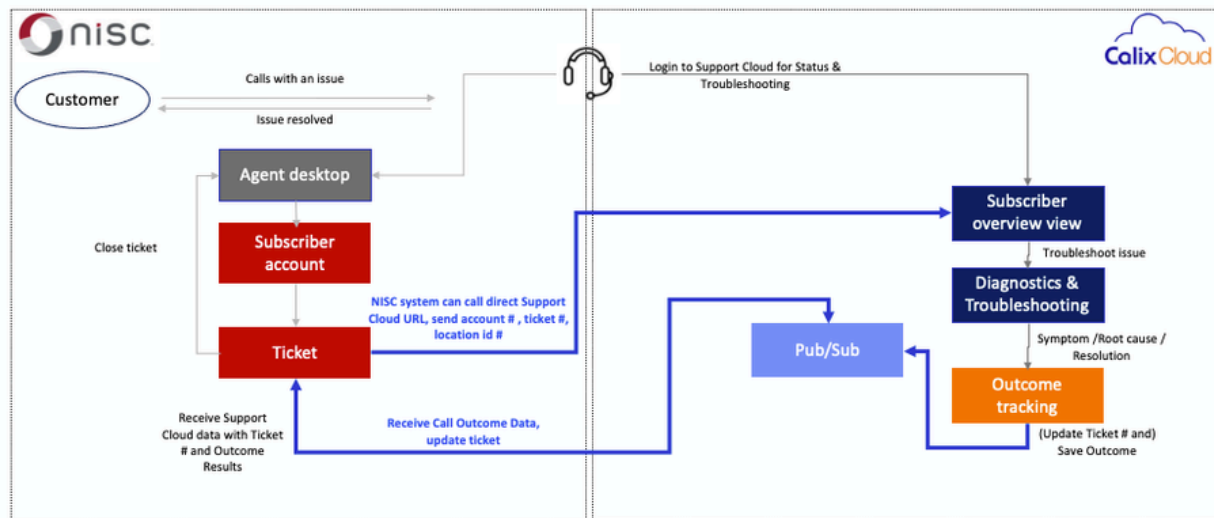 nisc
CalixCloud
Customer
Calls with an issue
Issue resolved
Login to Support Cloud for Status &
Troubleshooting
Agent desktop
Subscriber
account
Close ticket
Ticket
NISC system can call direct Support
Cloud URL, send account # , ticket #,
location id #
Subscriber
overview view
Troubleshoot issue
Diagnostics &
Troubleshooting
Symptom /Root cause /
Resolution
Pub/Sub
Outcome
tracking
(Update Ticket # and)
Save Outcome
Receive Support
Cloud data with Ticket
# and Outcome
Results
Receive Call Outcome Data,
update ticket